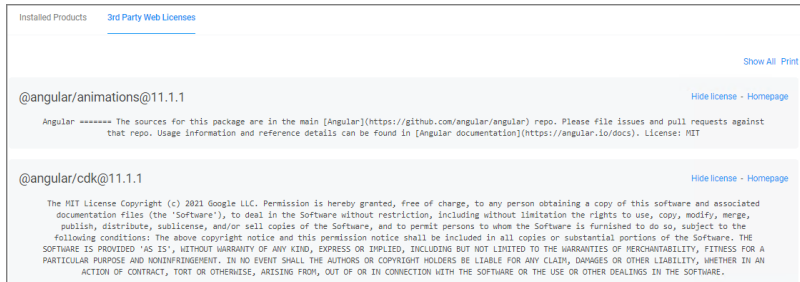 Installed Products 3rd Party Web Licenses
Show All Print
@angular/animations@11.1.1 Hide license - Homepage
Angular ======= The sources for this package are in the main [Angular](https://github.com/angular/angular) repo. Please file issues and pull requests against
that repo. Usage information and reference details can be found in [Angular documentation](https://angular.io/docs). License: MIT
@angular/cdk@11.1.1 Hide license - Homepage
The MIT License Copyright (c) 2021 Google LLC. Permission is hereby granted, free of charge, to any person obtaining a copy of this software and associated
documentation files (the 'Software'), to deal in the Software without restriction, including without limitation the rights to use, copy, modify, merge,
publish, distribute, sublicense, and/or sell copies of the Software, and to permit persons to whom the Software is furnished to do so, subject to the
following conditions: The above copyright notice and this permission notice shall be included in all copies or substantial portions of the Software. THE
SOFTWARE IS PROVIDED 'AS IS', WITHOUT WARRANTY OF ANY KIND, EXPRESS OR IMPLIED, INCLUDING BUT NOT LIMITED TO THE WARRANTIES OF MERCHANTABILITY, FITNESS FOR A
PARTICULAR PURPOSE AND NONINFRINGEMENT. IN NO EVENT SHALL THE AUTHORS OR COPYRIGHT HOLDERS BE LIABLE FOR ANY CLAIM, DAMAGES OR OTHER LIABILITY, WHETHER IN AN
ACTION OF CONTRACT, TORT OR OTHERWISE, ARISING FROM, OUT OF OR IN CONNECTION WITH THE SOFTWARE OR THE USE OR OTHER DEALINGS IN THE SOFTWARE.